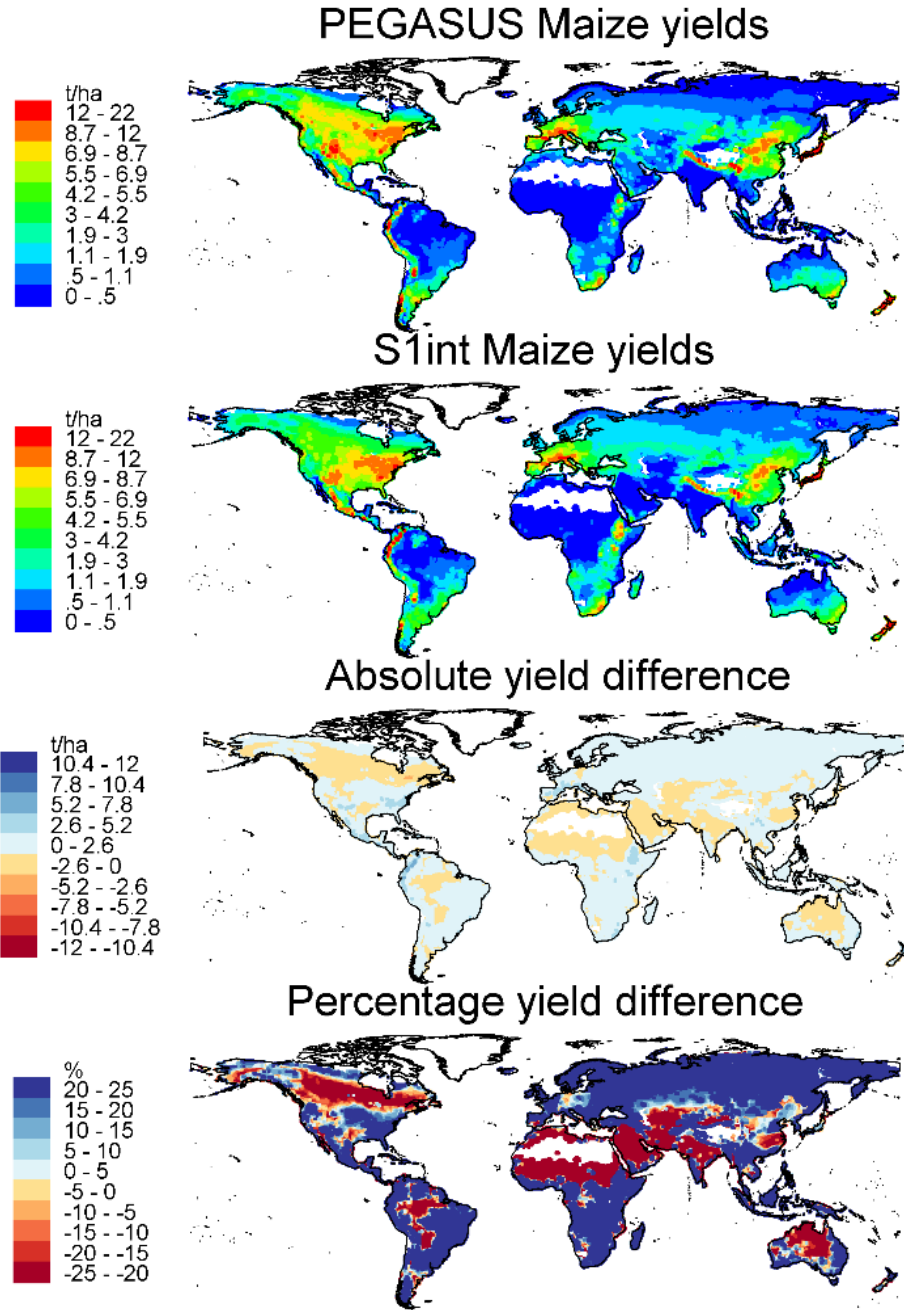 PEGASUS Maize yields
t/ha
12 - 22
8.7 - 12
6.9 - 8.7
5.5 - 6.9
4.2 - 5.5
3 - 4.2
1.9 - 3
1.1 - 1.9
.5 - 1.1
0 - .5
S1int Maize yields
t/ha
12 - 22
8.7 - 12
6.9 - 8.7
5.5 - 6.9
4.2 - 5.5
3 - 4.2
1.9 - 3
1.1 - 1.9
.5 - 1.1
0 - .5
Absolute yield difference
t/ha
10.4 - 12
7.8 - 10.4
5.2 - 7.8
2.6 - 5.2
0 - 2.6
-2.6 - 0
-5.2 - -2.6
-7.8 - -5.2
-10.4 - -7.8
-12 - -10.4
Percentage yield difference
%
20 - 25
15 - 20
10 - 15
5 - 10
0 - 5
-5 - 0
-10 - -5
-15 - -10
-20 - -15
-25 - -20